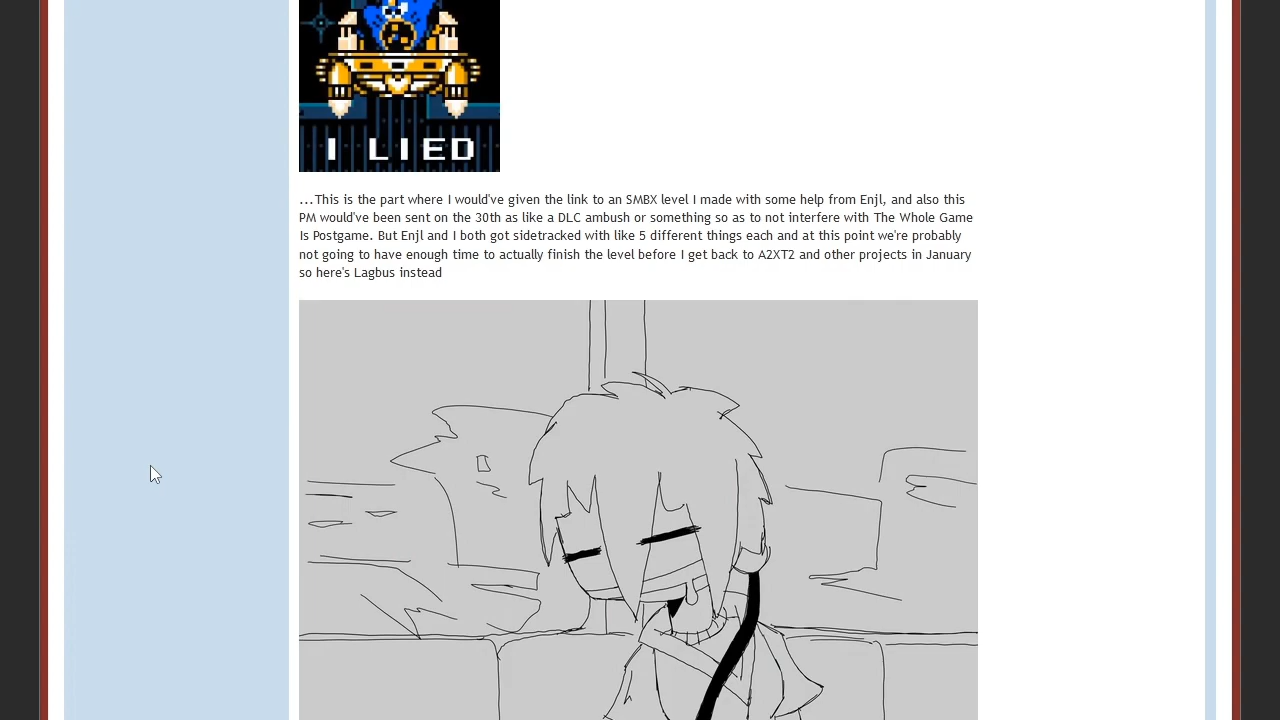 I LIED
...This is the part where I would've given the link to an SMBX level I made with some help from Enjl, and also this
PM would've been sent on the 30th as like a DLC ambush or something so as to not interfere with The Whole Game
Is Postgame. But Enjl and I both got sidetracked with like 5 different things each and at this point we're probably
not going to have enough time to actually finish the level before I get back to A2XT2 and other projects in January
so here's Lagbus instead